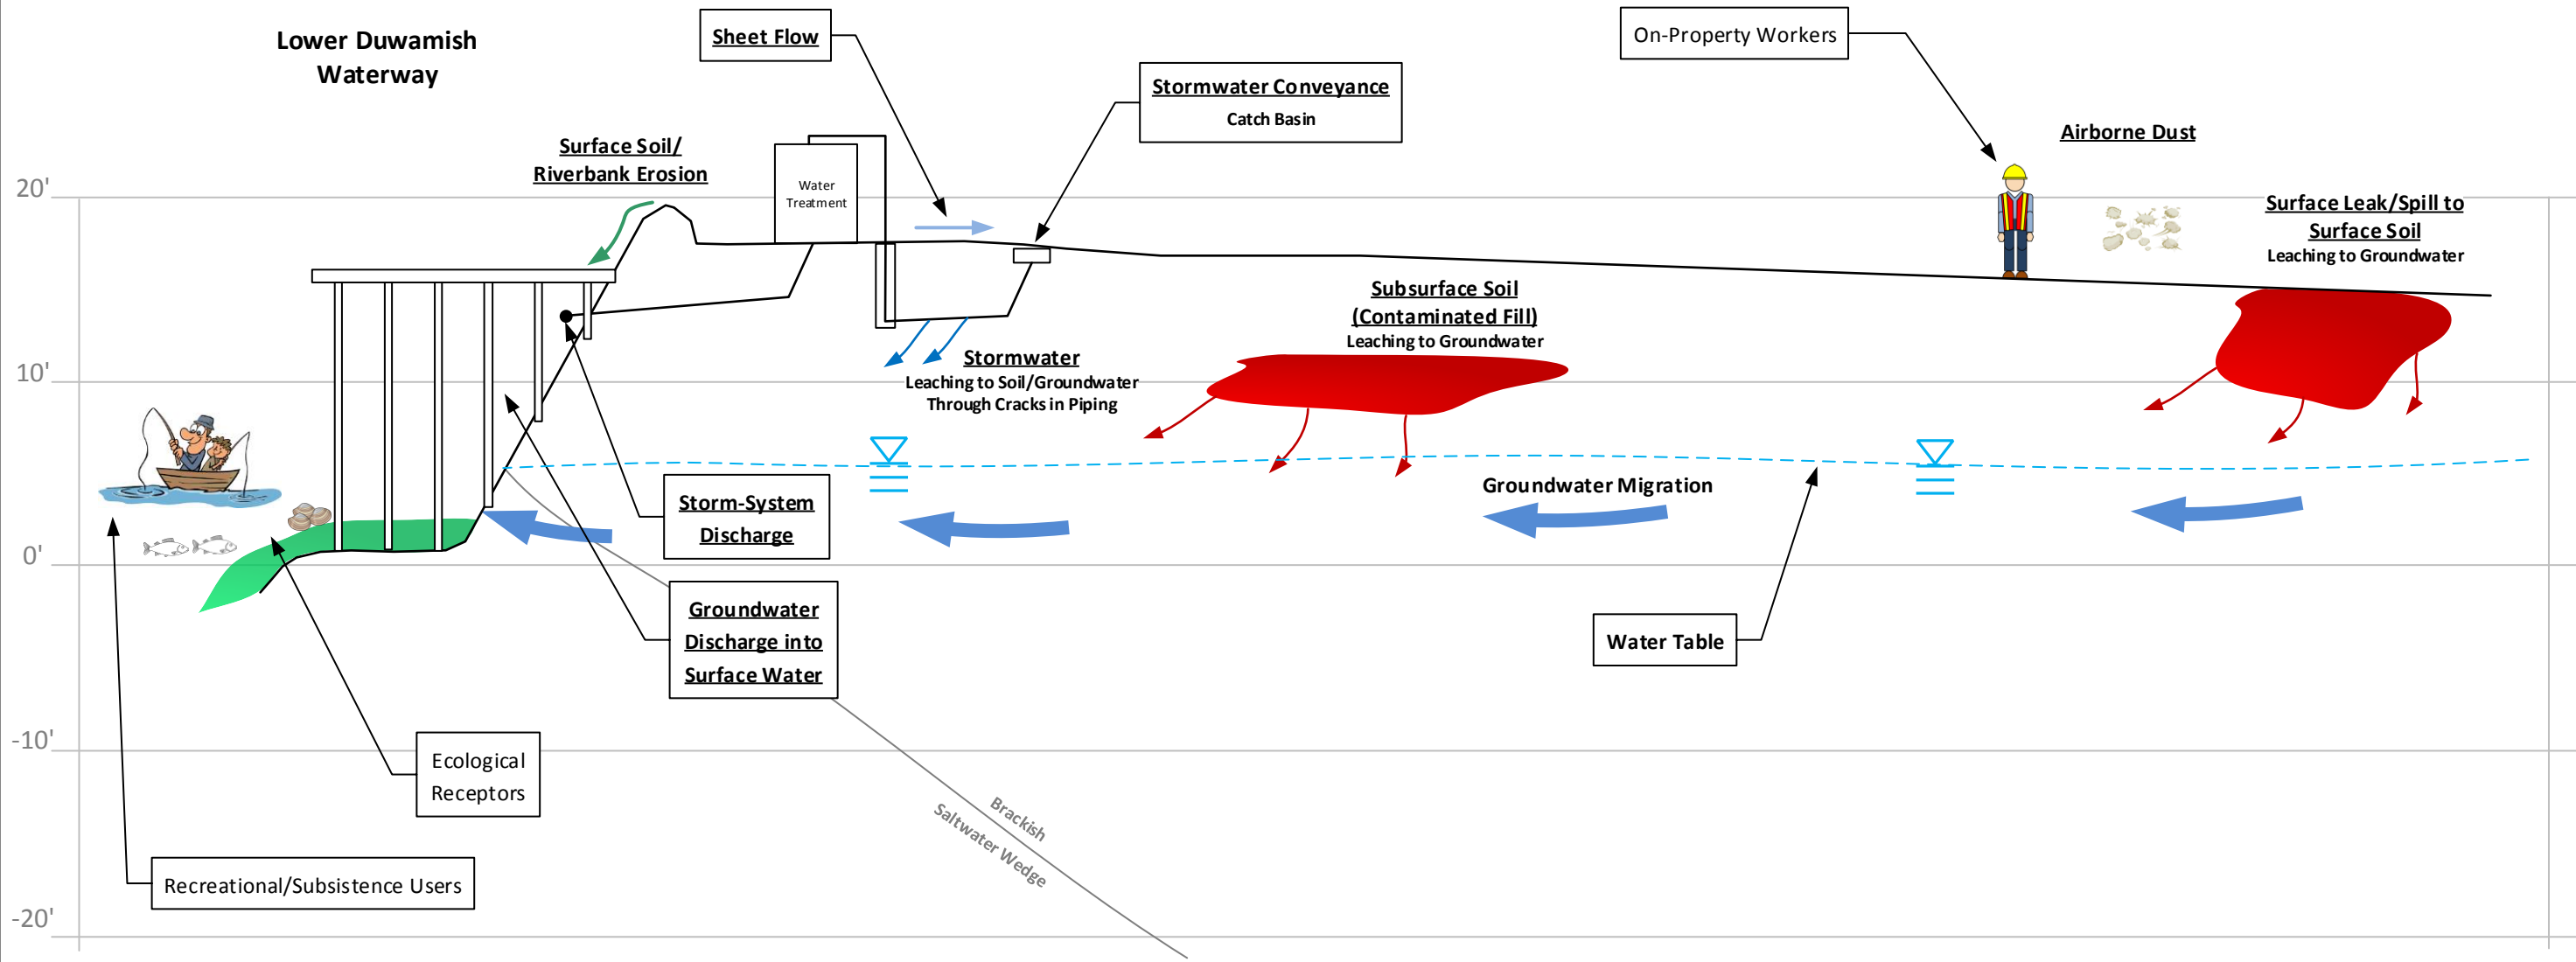 Lower Duwamish
Waterway
Sheet Flow
On-Property Workers
Stormwater Conveyance
Catch Basin
Airborne Dust
Surface Soil/
Riverbank Erosion
Water
Treatment
20'
Surface Leak/Spill to
Surface Soil
Leaching to Groundwater
Subsurface Soil
(Contaminated Fill)
Leaching to Groundwater
Stormwater
Leaching to Soil/Groundwater
Through Cracks in Piping
10'
Groundwater Migration
Storm-System
Discharge
0'
Groundwater
Discharge into
Surface Water
Water Table
-10'
Ecological
Receptors
Brackish
Saltwater Wedge
Recreational/Subsistence Users
-20'